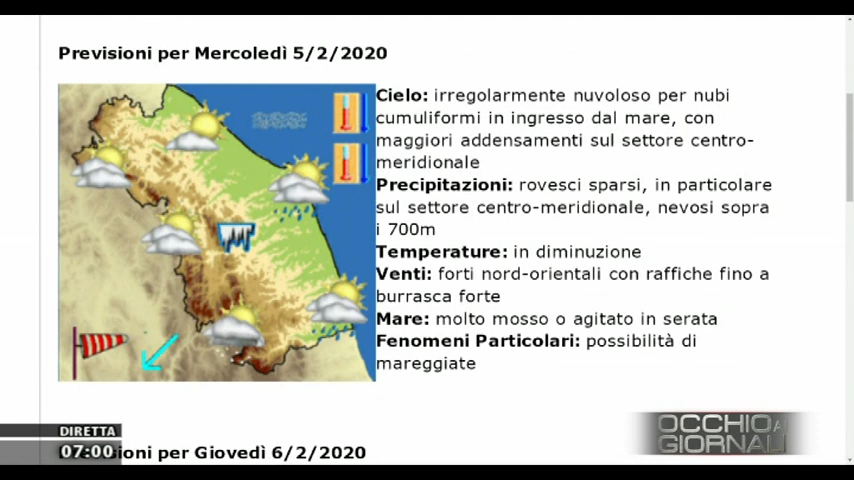 Previsioni per Mercoledì 5/2/2020
Cielo: irregolarmente nuvoloso per nubi
cumuliformi in ingresso dal mare, con
maggiori addensamenti sul settore centro-
meridionale
Precipitazioni: rovesci sparsi, in particolare
sul settore centro-meridionale, nevosi sopra
i 700m
Temperature: in diminuzione
Venti: forti nord-orientali con raffiche fino a
burrasca forte
Mare: molto mosso o agitato in serata
Fenomeni Particolari: possibilità di
mareggiate
DIRETTA
07:00
ioni per Giovedì 6/2/2020
OCCHIO AI
GIORNALI